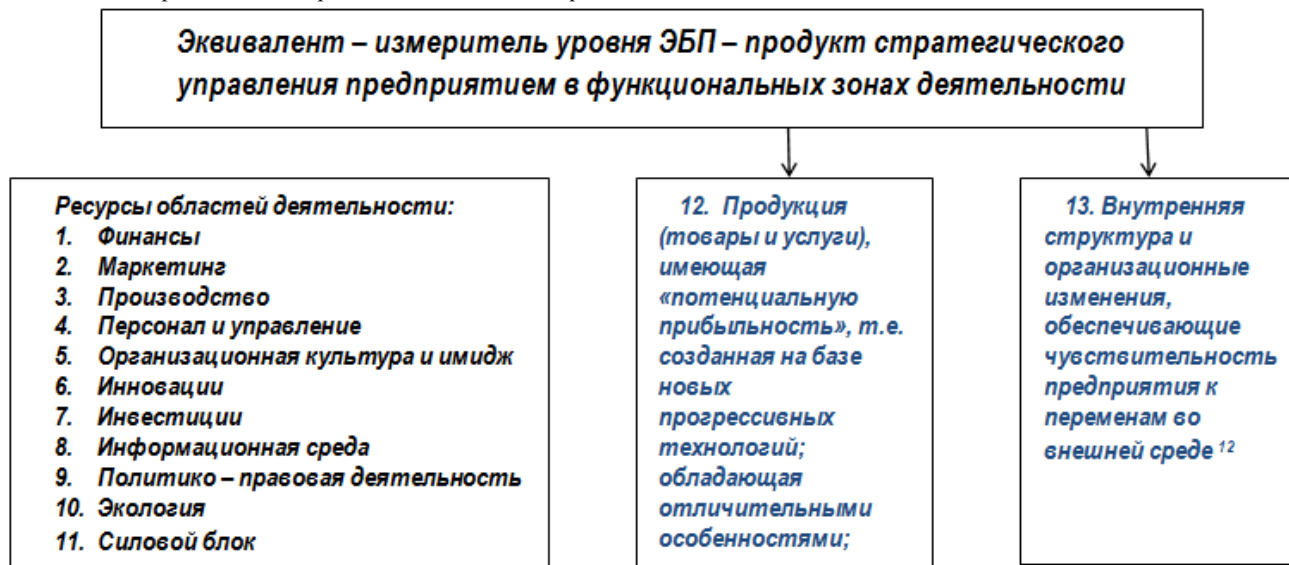 Эквивалент – измеритель уровня ЭБП – продукт стратегического
управления предприятием в функциональных зонах деятельности
Ресурсы областей деятельности:
1. Финансы
2. Маркетинг
3. Производство
4. Персонал и управление
5. Организационная культура и имидж
6. Инновации
7. Инвестиции
8. Информационная среда
9. Политико – правовая деятельность
10. Экология
11. Силовой блок
12. Продукция
(товары и услуги),
имеющая
«потенциальную
прибыльность», т.е.
созданная на базе
новых
прогрессивных
технологий;
обладающая
отличительными
особенностями;
13. Внутренняя
структура и
организационные
изменения,
обеспечивающие
чувствительность
предприятия к
переменам во
внешней среде 12